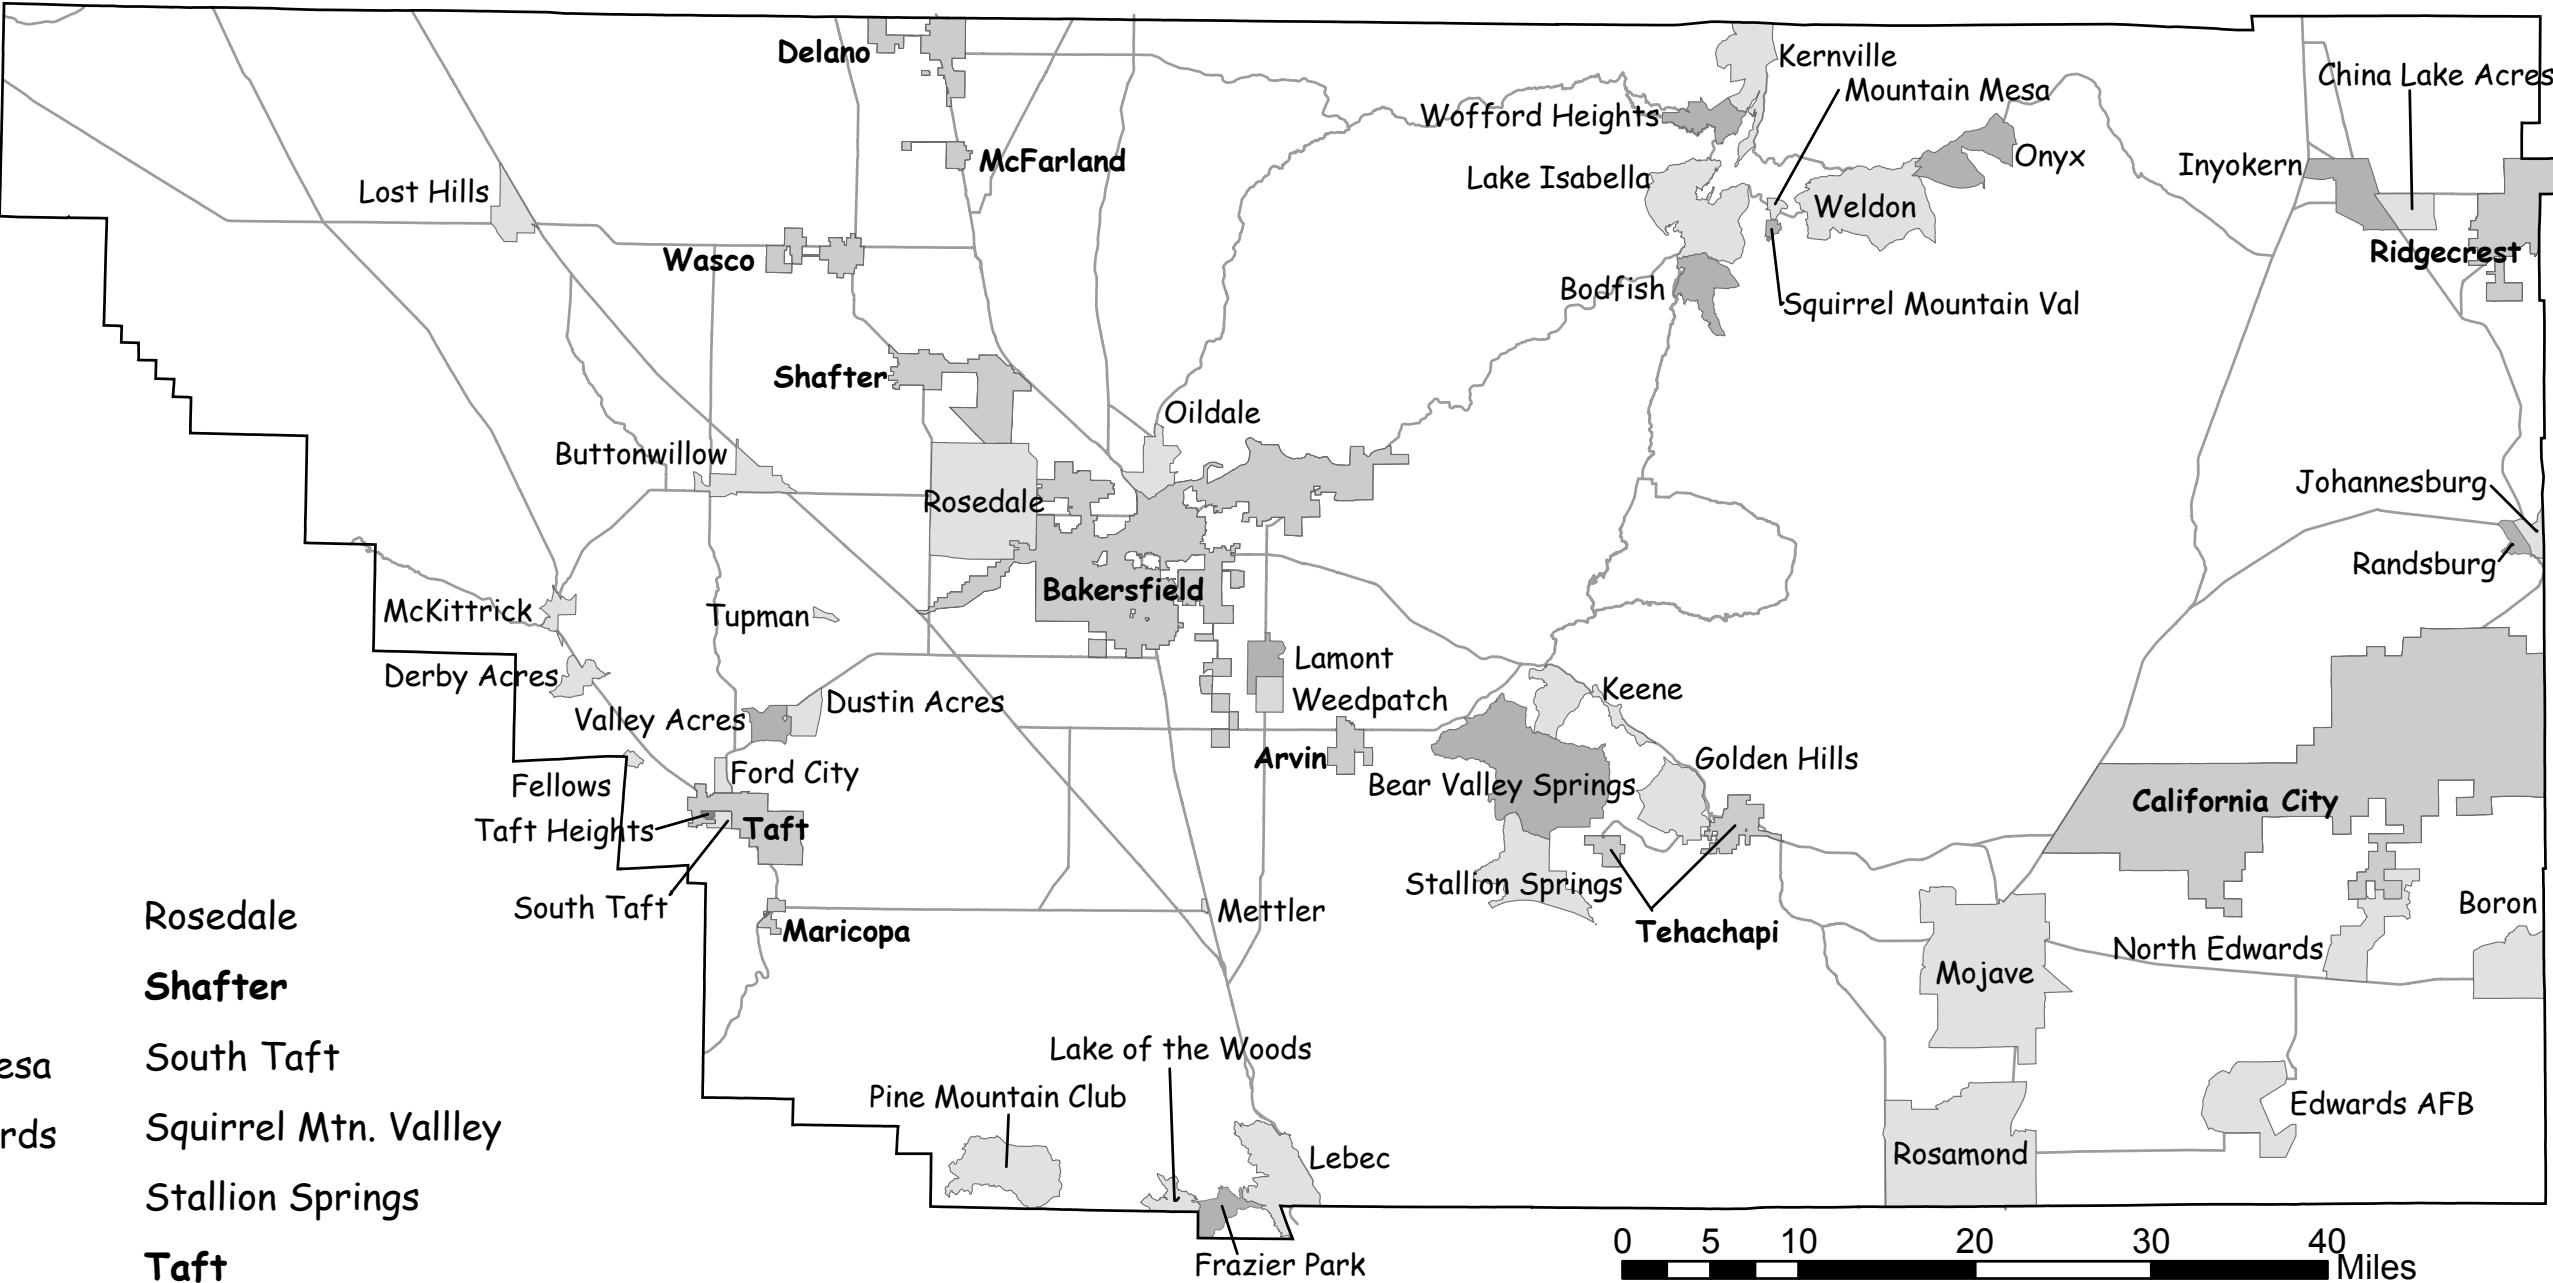 Delano
Kernville
China Lake Acres
Mountain Mesa
Wofford Heights
McFarland
Onyx
Inyokern
Lake Isabella
Lost Hills
Weldon
Wasco
Ridgecrest
Bodfish
Squirrel Mountain Val
Shafter
Oildale
Buttonwillow
Johannesburg
Rosedale
Randsburg
Bakersfield
McKittrick
Tupman
Lamont
Derby Acres
Keene
Weedpatch
Dustin Acres
Valley Acres
Arvin
Golden Hills
Ford City
Fellows
Bear Valley Springs
California City
Taft Heights
Taft
Stallion Springs
Boron
South Taft
Mettler
Maricopa
Tehachapi
North Edwards
Mojave
Lake of the Woods
Pine Mountain Club
Edwards AFB
Rosamond
Lebec
Frazier Park
Rosedale
Shafter
South Taft
esa
Squirrel Mtn. Vallley
rds
Stallion Springs
Taft
0 5 10 20 30 40
Miles